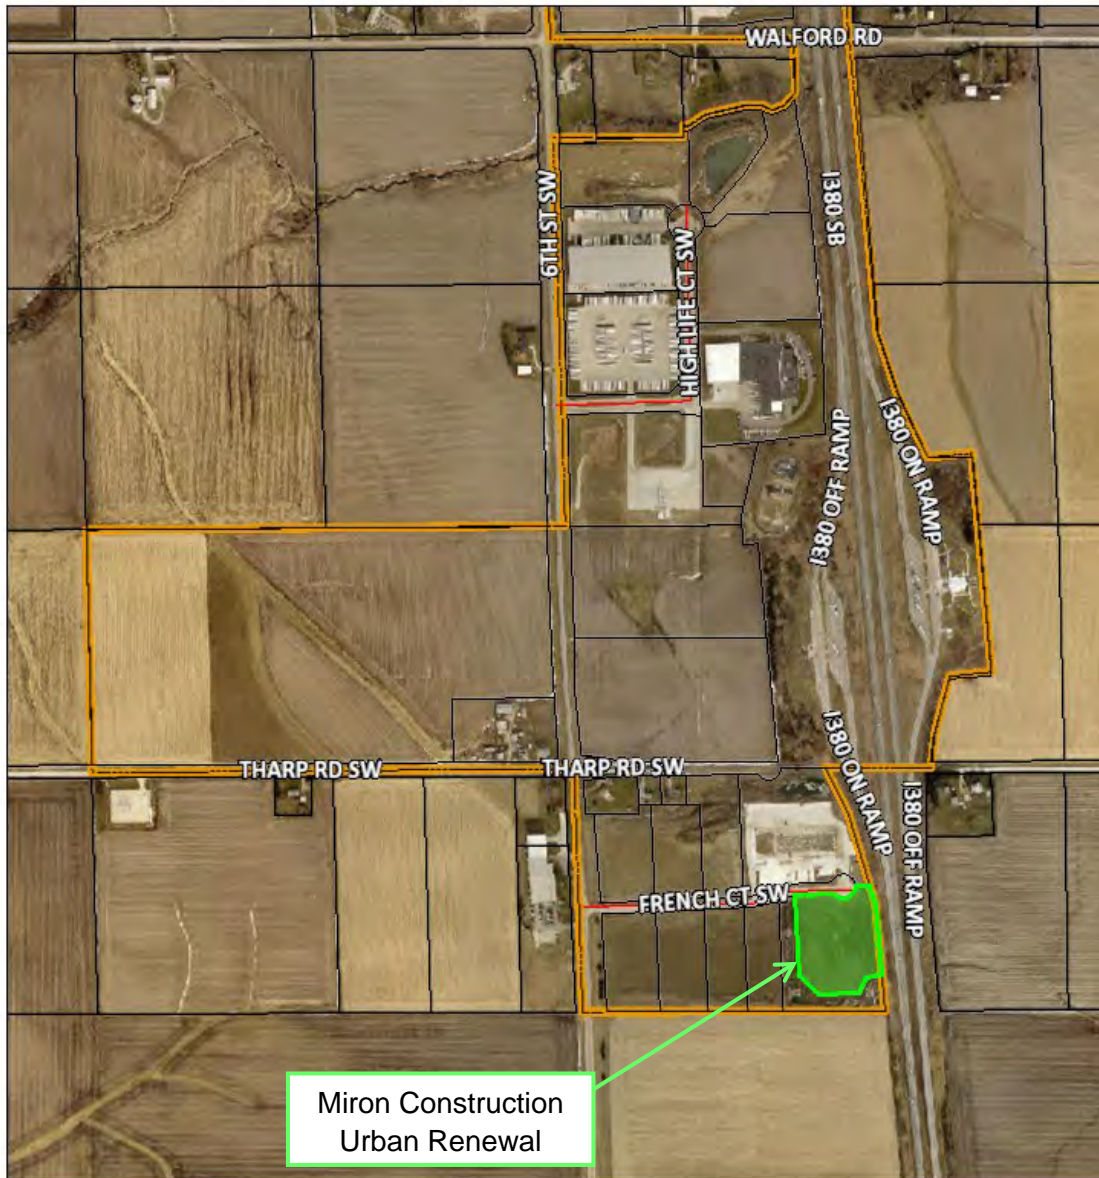 WALFORD RD
6TH ST SW
HIGH LIFE CT SW
I380 SB
I380 OFF RAMP
I380 ON RAMP
THARP RD SW
THARP RD SW
I380 ON RAMP
I380 OFF RAMP
FRENCH CT SW
Miron Construction
Urban Renewal